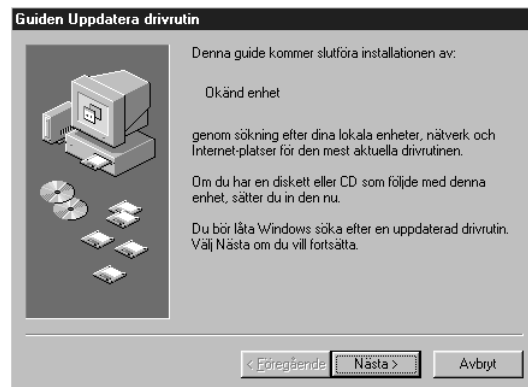 Guiden Uppdatera drivrutin
Denna guide kommer slutföra installationen av:
Okänd enhet
genom sökning efter dina lokala enheter, nätverk och
Internet-platser för den mest aktuella drivrutinen.
Om du har en diskett eller CD som följde med denna
enhet, sätter du in den nu.
Du bör låta Windows söka efter en uppdaterad drivrutin.
Välj Nästa om du vill fortsätta.
< Föregående
Nästa >
Avbryt